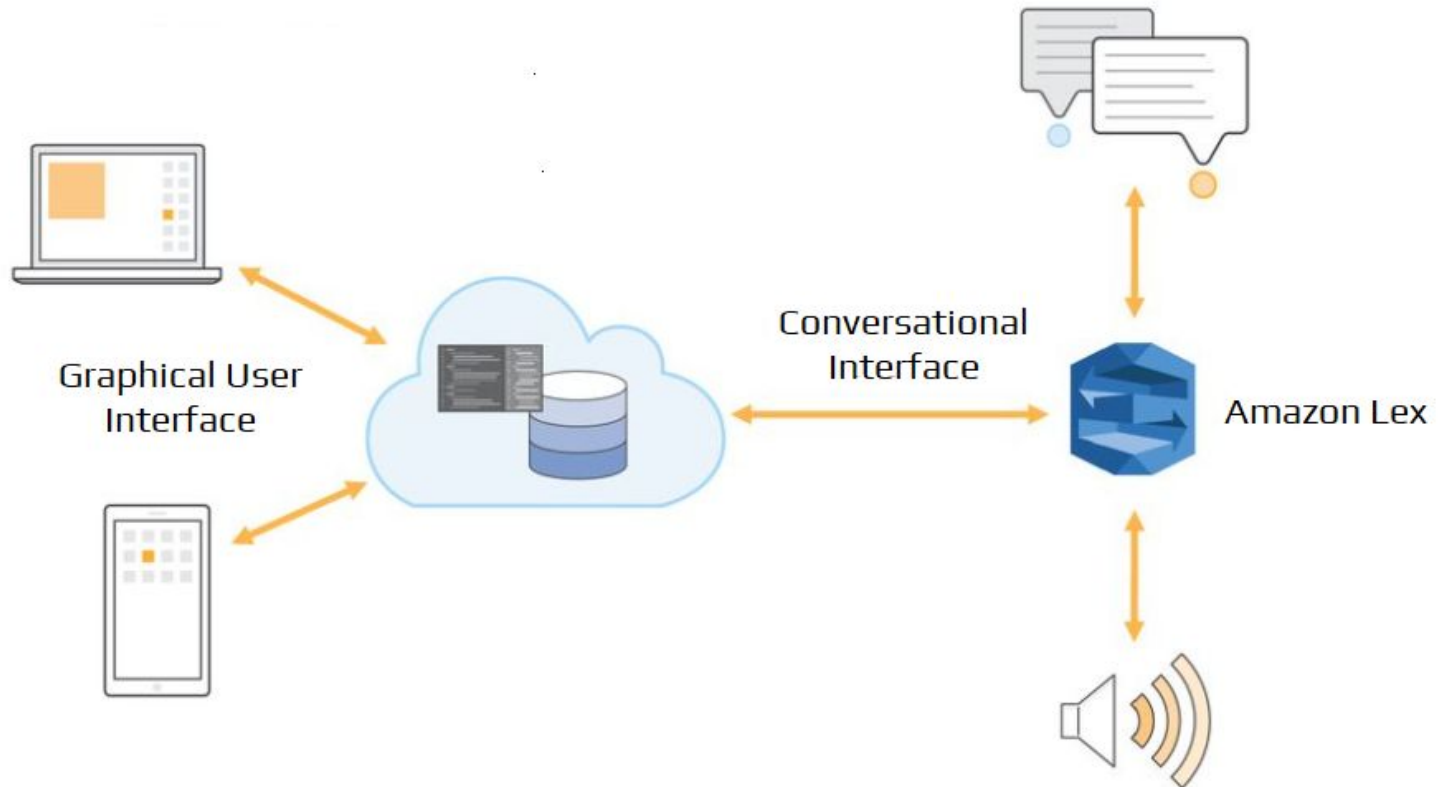 Conversational
Interface
Graphical User
Interface
Amazon Lex